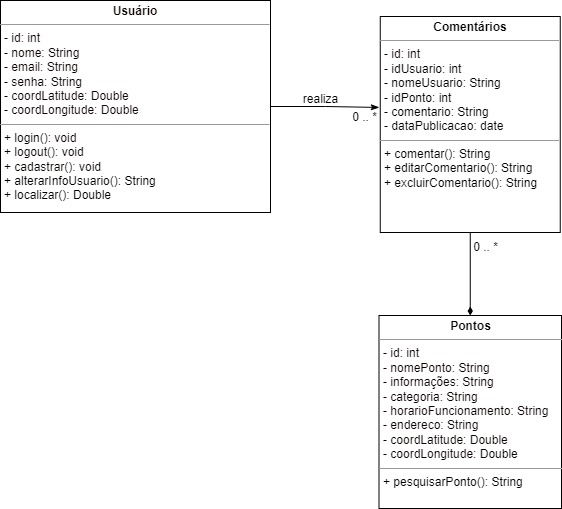 Usuário
- id: int
- nome: String
- email: String
- senha: String
- coordLatitude: Double
- coordLongitude: Double
+ login(): void
+ logout(): void
+ cadastrar(): void
+ alterarInfoUsuario(): String
+ localizar(): Double
realiza
0 .. *
Comentários
- id: int
- idUsuario: int
- nomeUsuario: String
- idPonto: int
- comentario: String
- dataPublicacao: date
+ comentar(): String
+ editarComentario(): String
+ excluirComentario(): String
0 .. *
Pontos
- id: int
- nomePonto: String
- informações: String
- categoria: String
- horarioFuncionamento: String
- endereco: String
- coordLatitude: Double
- coordLongitude: Double
+ pesquisarPonto(): String